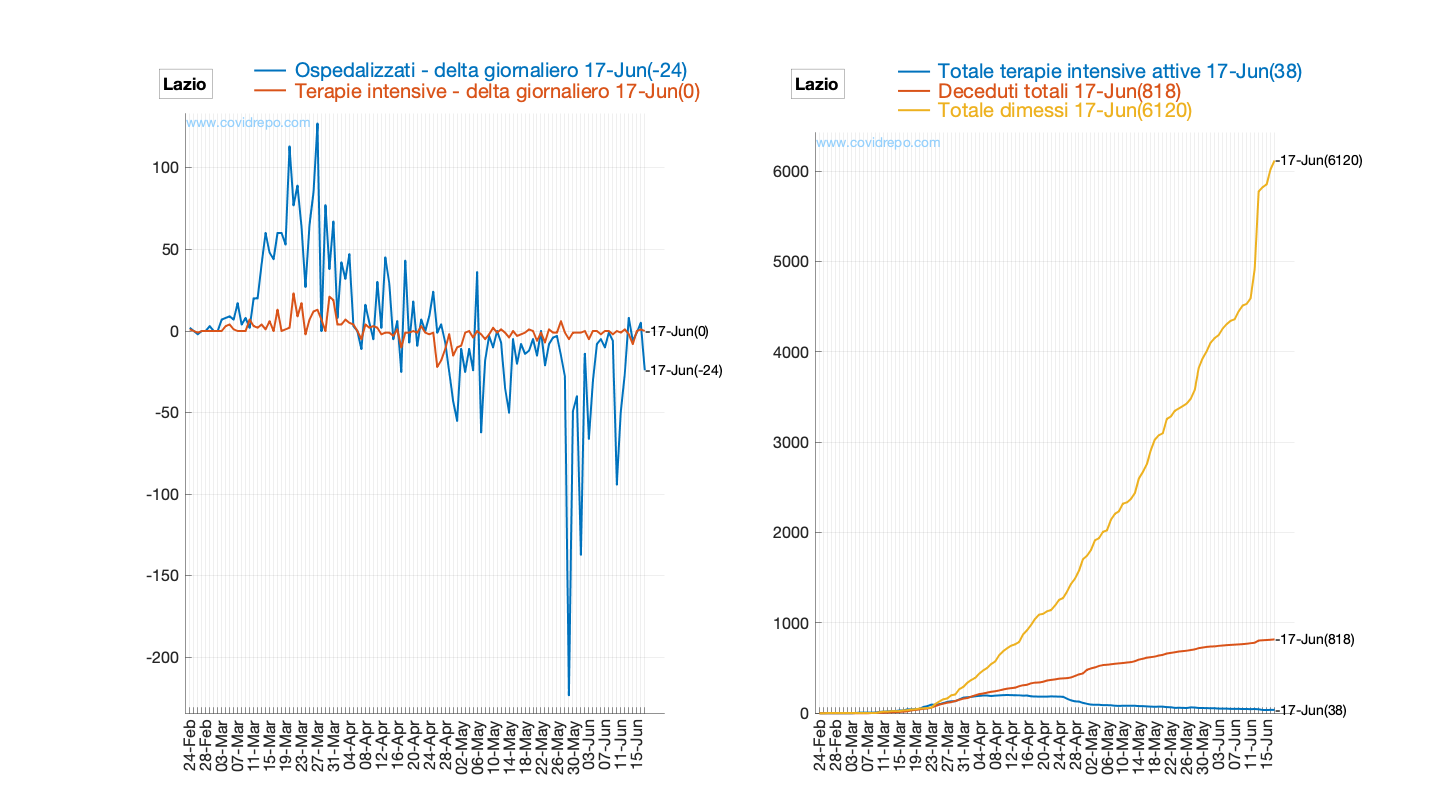 Lazio
Ospedalizzati - delta giornaliero 17-Jun(-24)
Terapie intensive - delta giornaliero 17-Jun(0)
www.covidrepo.com
100
50
0
-50
-100
-150
-200
-17-Jun(0)
-17-Jun(-24)
24-Feb
28-Feb
03-Mar
07-Mar
11-Mar
15-Mar
19-Mar
23-Mar
27-Mar
31-Mar
04-Apr
08-Apr
12-Apr
16-Apr
20-Apr
24-Apr
28-Apr
02-May
06-May
10-May
14-May
18-May
22-May
26-May
30-May
03-Jun
07-Jun
11-Jun
15-Jun
Lazio
Totale terapie intensive attive 17-Jun(38)
Deceduti totali 17-Jun(818)
Totale dimessi 17-Jun(6120)
www.covidrepo.com
6000
5000
4000
3000
2000
1000
0
-17-Jun(6120)
-17-Jun(818)
-17-Jun(38)
24-Feb
28-Feb
03-Mar
07-Mar
11-Mar
15-Mar
19-Mar
23-Mar
27-Mar
31-Mar
04-Apr
08-Apr
12-Apr
16-Apr
20-Apr
24-Apr
28-Apr
02-May
06-May
10-May
14-May
18-May
22-May
26-May
30-May
03-Jun
07-Jun
11-Jun
15-Jun